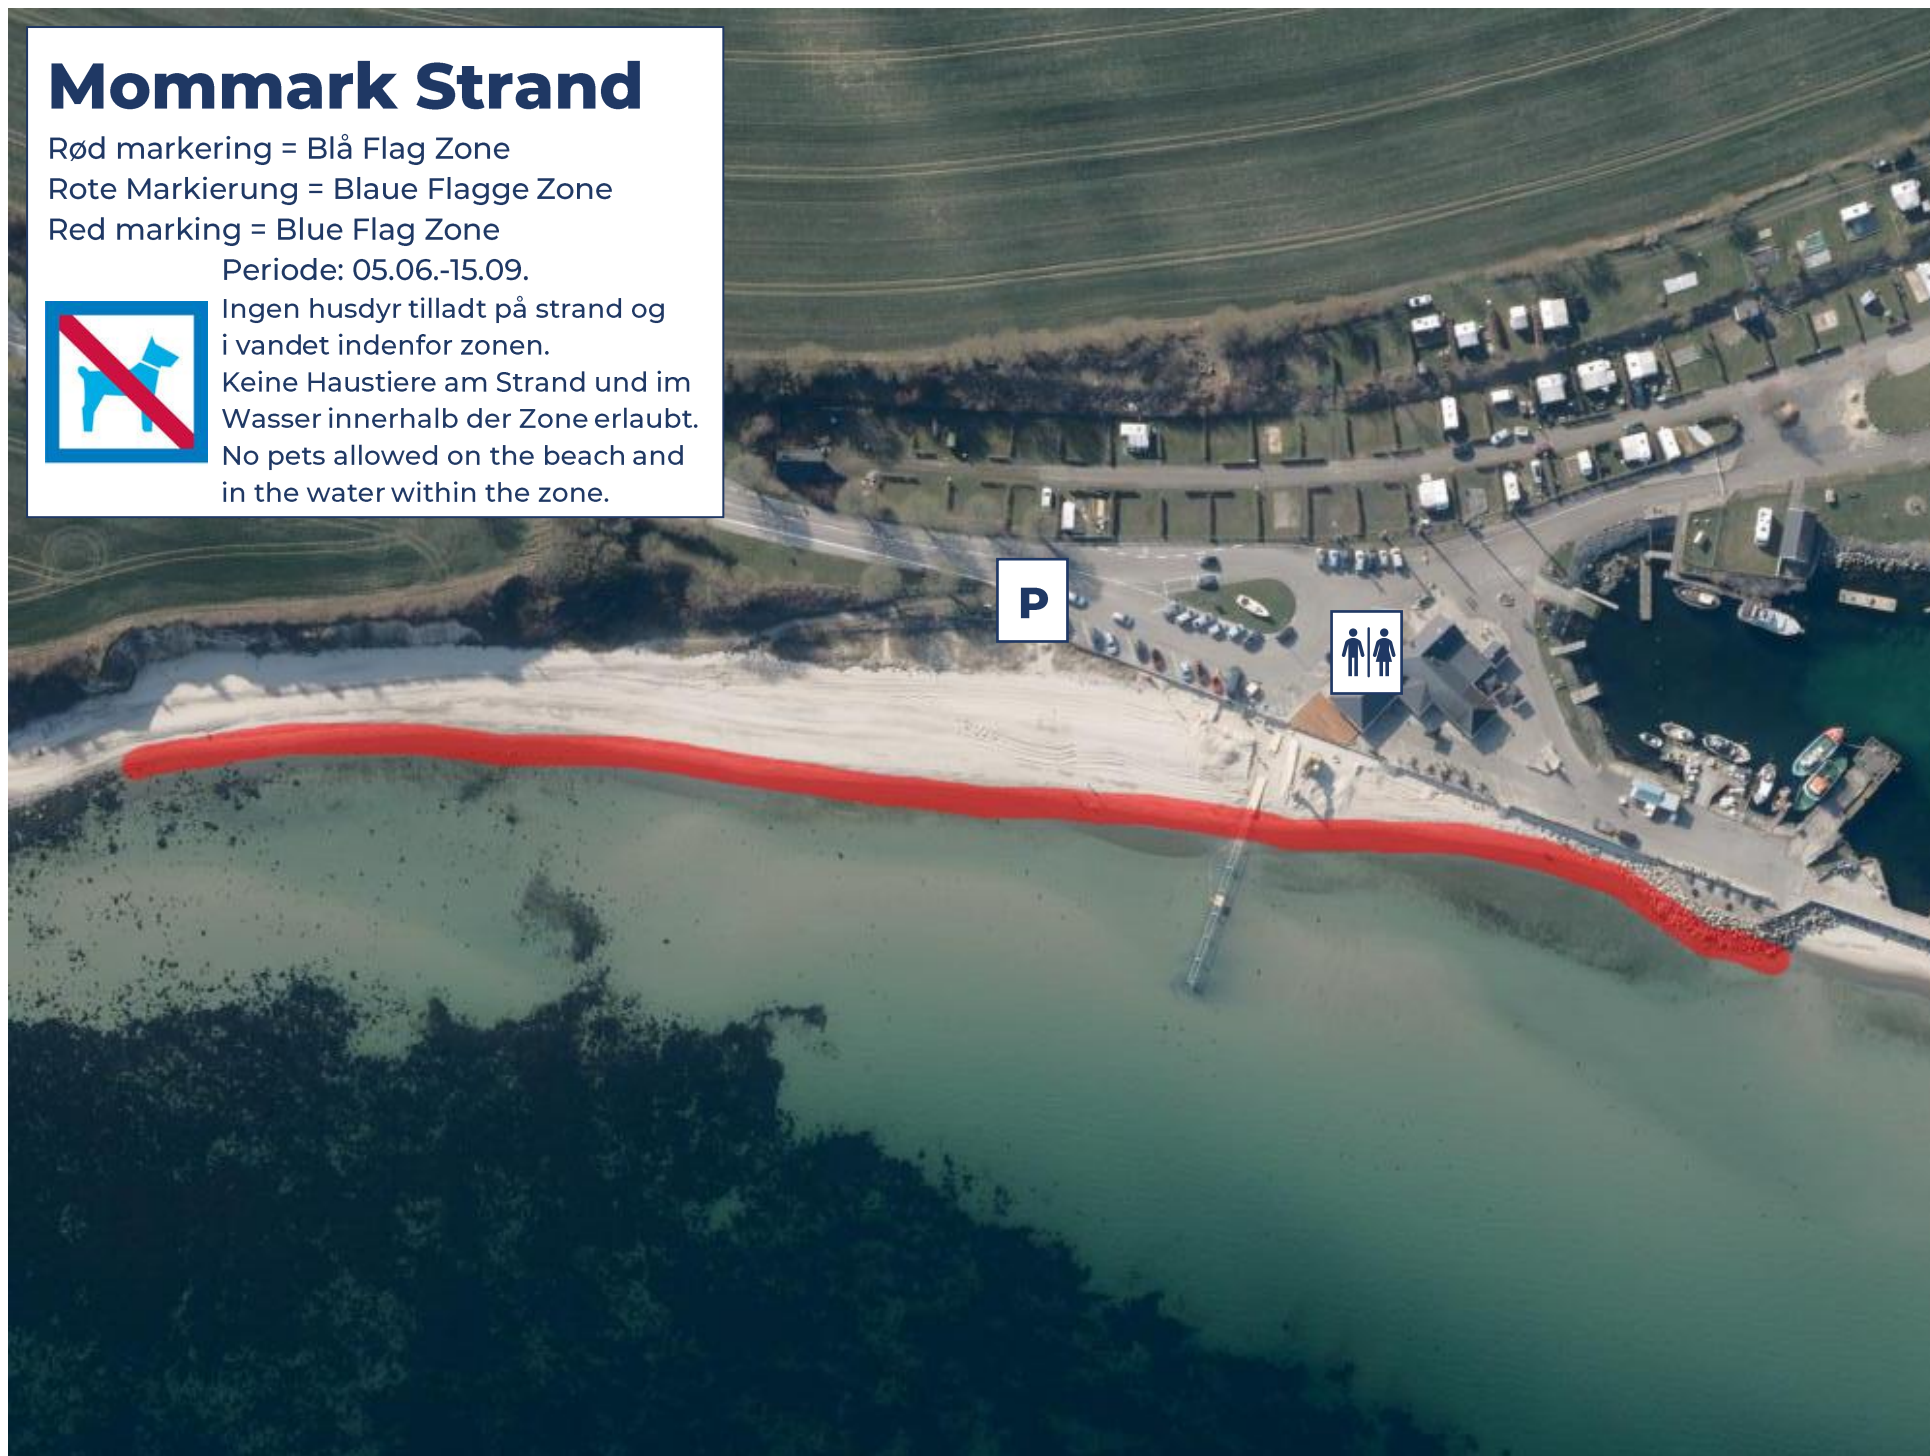 Mommark Strand
Rød markering = Blå Flag Zone
Rote Markierung = Blaue Flagge Zone
Red marking = Blue Flag Zone
Periode: 05.06.-15.09.
Ingen husdyr tilladt på strand og
i vandet indenfor zonen.
Keine Haustiere am Strand und im
Wasser innerhalb der Zone erlaubt.
No pets allowed on the beach and
in the water within the zone.
P